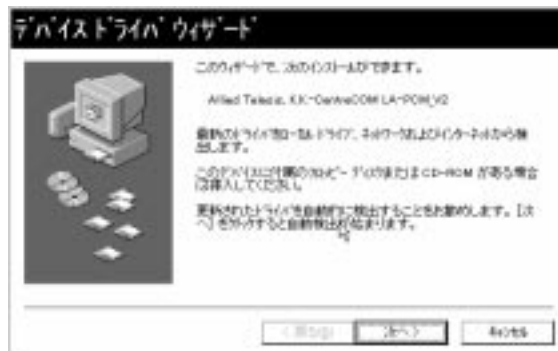 デバイス ドライバ ウィザード
このウィザードで、次のインストールができます。
Allied Telesis, K.K.-CentreCOM LA-PCM_V2
最新のドライバをローカル ドライブ、ネットワークおよびインターネットから検
出します。
このデバイスに付属のフロッピー ディスクまたは CD-ROM がある場合
は挿入してください。
更新されたドライバを自動的に検出することをお勧めします。[次
へ] をクリックすると自動検出が始まります。
< 戻る(B)
次へ >
キャンセル